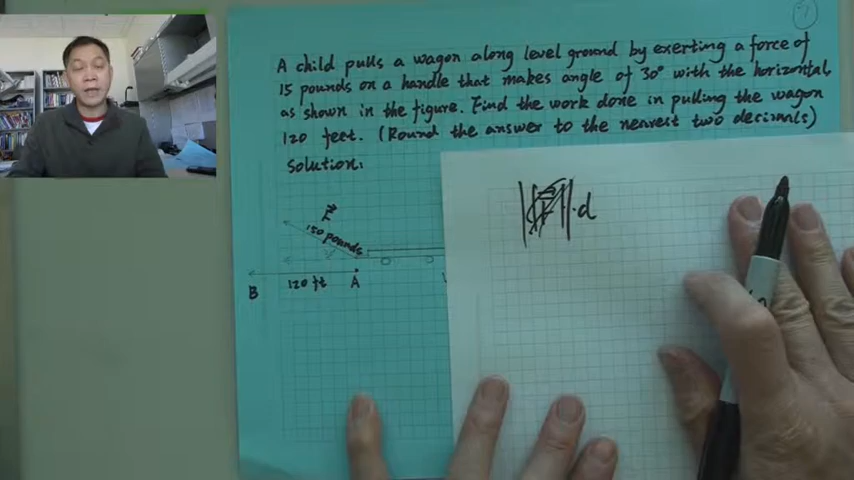 7
A child pulls a wagon along level ground by exerting a force of
15 pounds on a handle that makes angle of 30° with the horizontal
as shown in the figure. Find the work done in pulling the wagon
120 feet. (Round the answer to the nearest two decimals)
Solution.
F
15 pounds
B 120 ft A
· d